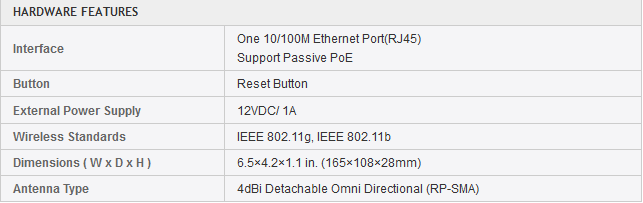 HARDWARE FEATURES
Interface
One 10/100M Ethernet Port(RJ45)
Support Passive PoE
Button
Reset Button
External Power Supply
12VDC/ 1A
Wireless Standards
IEEE 802.11g, IEEE 802.11b
Dimensions ( W x D x H )
6.5×4.2×1.1 in. (165×108×28mm)
Antenna Type
4dBi Detachable Omni Directional (RP-SMA)